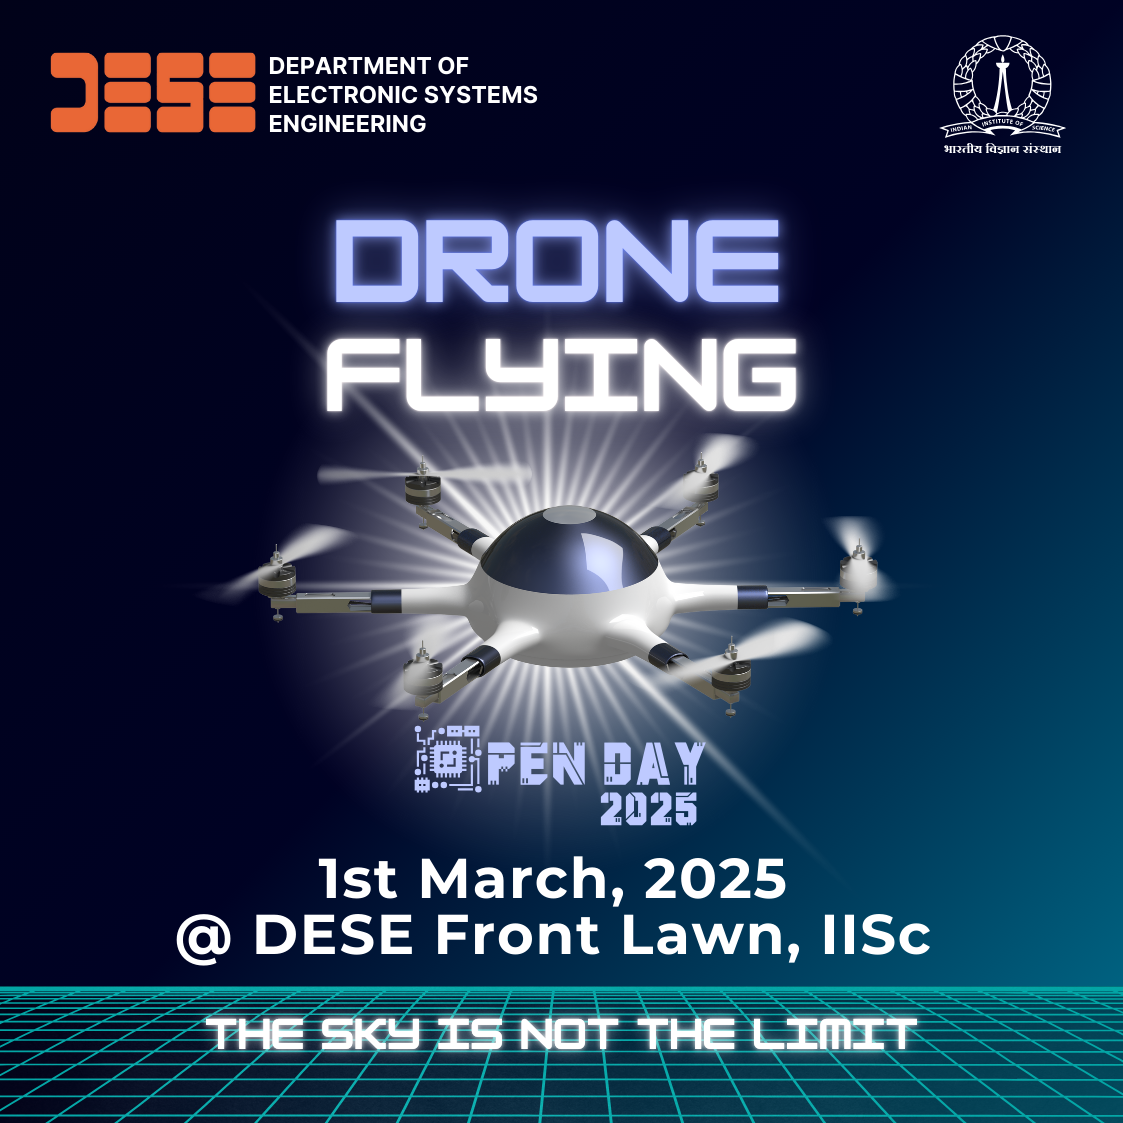 DESE
DEPARTMENT OF
ELECTRONIC SYSTEMS
ENGINEERING
INDIAN INSTITUTE OF SCIENCE
भारतीय विज्ञान संस्थान
DRONE
FLYING
OPEN DAY
2025
1st March, 2025
@ DESE Front Lawn, IISc
THE SKY IS NOT THE LIMIT